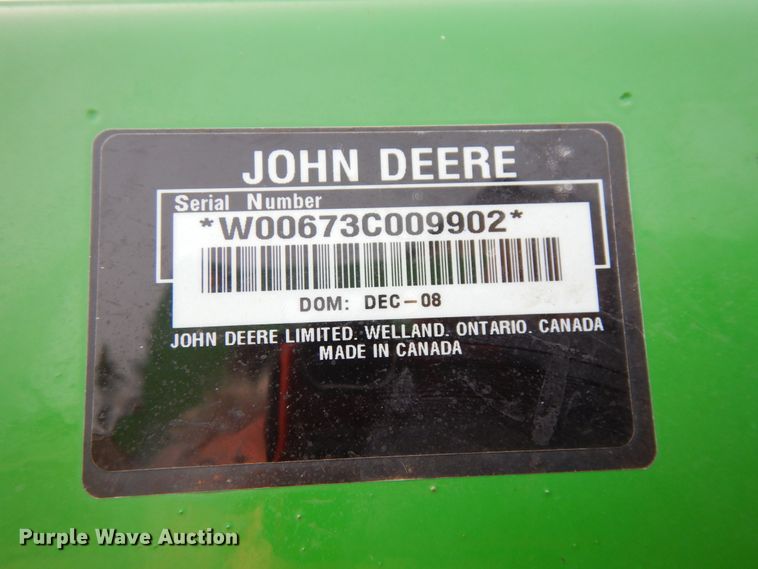 JOHN DEERE
Serial Number
*W00673C009902*
DOM: DEC-08
JOHN DEERE LIMITED. WELLAND. ONTARIO. CANADA
MADE IN CANADA
Purple Wave Auction